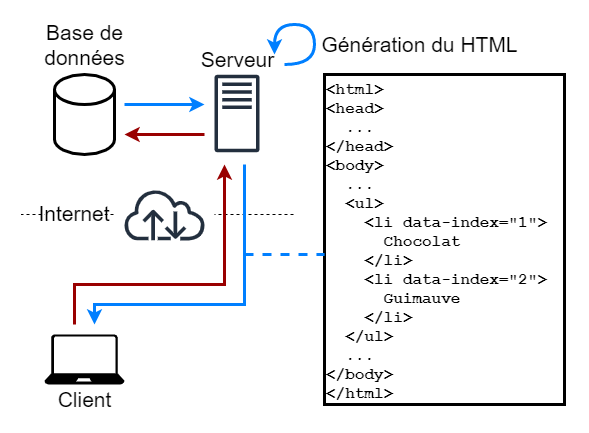 Base de
données
Serveur
Génération du HTML
Internet
Client
<html>
<head>
  ...
</head>
<body>
  ...
  <ul>
    <li data-index="1">
      Chocolat
    </li>
    <li data-index="2">
      Guimauve
    </li>
  </ul>
  ...
</body>
</html>